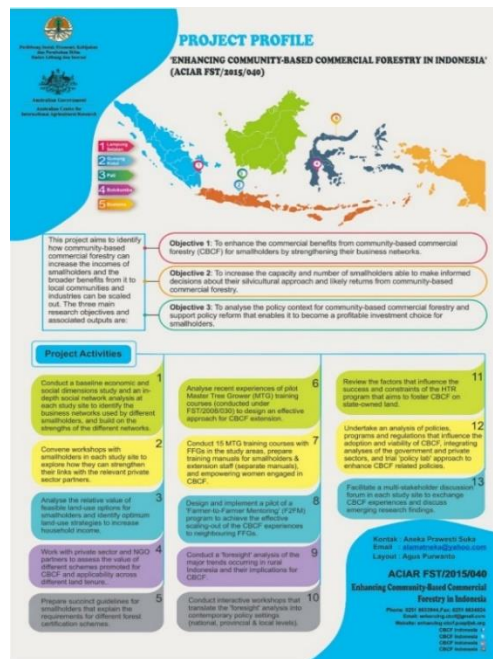 PROJECT PROFILE
'ENHANCING COMMUNITY-BASED COMMERCIAL FORESTRY IN INDONESIA'
(ACIAR FST/2015/040)
Australian Government
Australian Centre for
International Agricultural Research
1 Lampung
Selatan
2 Gunung
Kidul
3 Pati
4 Bulukumba
5
This project aims to identify
how community-based
commercial forestry can
increase the incomes of
smallholders and the
broader benefits from it to
local communities and
industries can be scaled
out. The three main
research objectives and
associated outputs are:
Objective 1: To enhance the commercial benefits from community-based commercial
forestry (CBCF) for smallholders by strengthening their business networks.
Objective 2: To increase the capacity and number of smallholders able to make informed
decisions about their silvicultural approach and likely returns from community-based
commercial forestry.
Objective 3: To analyse the policy context for community-based commercial forestry and
support policy reform that enables it to become a profitable investment choice for
smallholders.
Project Activities
1
Conduct a baseline economic and
social dimensions study and an in-
depth social network analysis at
each study site to identify the
business networks used by different
smallholders, and build on the
strengths of the different networks.
2
Convene workshops with
smallholders in each study site to
explore how they can strengthen
their links with the relevant private
sector partners.
3
Analyse the relative value of
feasible land-use options for
smallholders and identify optimum
land-use strategies to increase
household income.
4
Work with private sector and NGO
partners to assess the value of
different schemes promoted for
CBCF and applicability across
different land tenure.
5
Prepare succinct guidelines for
smallholders that explain the
requirements for different forest
certification schemes.
6
Analyse recent experiences of pilot
Master Tree Grower (MTG) training
courses (conducted under
FST/2008/030) to design an effective
approach for CBCF extension.
7
Conduct 15 MTG training courses with
FFGs in the study areas, prepare
training manuals for smallholders &
extension staff (separate manuals),
and empowering women engaged in
CBCF.
8
Design and implement a pilot of a
'Farmer-to-Farmer Mentoring' (F2FM)
program to achieve the effective
scaling-out of the CBCF experiences
to neighbouring FFGs.
9
Conduct a 'foresight' analysis of the
major trends occurring in rural
Indonesia and their implications for
CBCF.
10
Conduct interactive workshops that
translate the 'foresight' analysis into
contemporary policy settings
(national, provincial & local levels).
11
Review the factors that influence the
success and constraints of the HTR
program that aims to foster CBCF on
state-owned land.
12
Undertake an analysis of policies,
programs and regulations that influence the
adoption and viability of CBCF, integrating
analyses of the government and private
sectors, and trial 'policy lab' approach to
enhance CBCF related policies.
13
Facilitate a multi-stakeholder discussion
forum in each study site to exchange
CBCF experiences and discuss
emerging research findings.
Kontak : Aneka Prawesti Suka
Email :
Layout : Agus Purwanto
ACIAR FST/2015/040
Enhancing Community-Based Commercial
Forestry in Indonesia
CBCF Indonesia
CBCF Indonesia
CBCF Indonesia